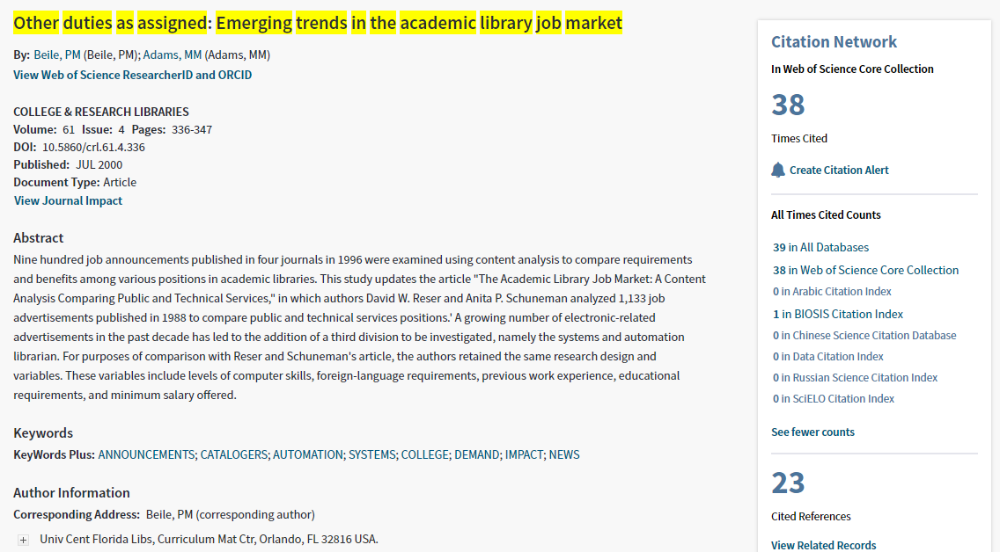 Other duties as assigned: Emerging trends in the academic library job market
By: Beile, PM (Beile, PM); Adams, MM (Adams, MM)
View Web of Science ResearcherID and ORCID
COLLEGE & RESEARCH LIBRARIES
Volume: 61 Issue: 4 Pages: 336-347
DOI: 10.5860/crl.61.4.336
Published: JUL 2000
Document Type: Article
View Journal Impact
Abstract
Nine hundred job announcements published in four journals in 1996 were examined using content analysis to compare requirements
and benefits among various positions in academic libraries. This study updates the article "The Academic Library Job Market: A Content
Analysis Comparing Public and Technical Services," in which authors David W. Reser and Anita P. Schuneman analyzed 1,133 job
advertisements published in 1988 to compare public and technical services positions.' A growing number of electronic-related
advertisements in the past decade has led to the addition of a third division to be investigated, namely the systems and automation
librarian. For purposes of comparison with Reser and Schuneman's article, the authors retained the same research design and
variables. These variables include levels of computer skills, foreign-language requirements, previous work experience, educational
requirements, and minimum salary offered.
Keywords
KeyWords Plus: ANNOUNCEMENTS; CATALOGERS; AUTOMATION; SYSTEMS; COLLEGE; DEMAND; IMPACT; NEWS
Author Information
Corresponding Address: Beile, PM (corresponding author)
+ Univ Cent Florida Libs, Curriculum Mat Ctr, Orlando, FL 32816 USA.
Citation Network
In Web of Science Core Collection
38
Times Cited
Create Citation Alert
All Times Cited Counts
39 in All Databases
38 in Web of Science Core Collection
0 in Arabic Citation Index
1 in BIOSIS Citation Index
0 in Chinese Science Citation Database
0 in Data Citation Index
0 in Russian Science Citation Index
0 in SciELO Citation Index
See fewer counts
23
Cited References
View Related Records